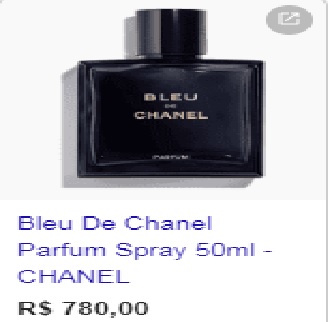 BLEU
DE
CHANEL
PARFUM
Bleu De Chanel
Parfum Spray 50ml -
CHANEL
R$ 780,00